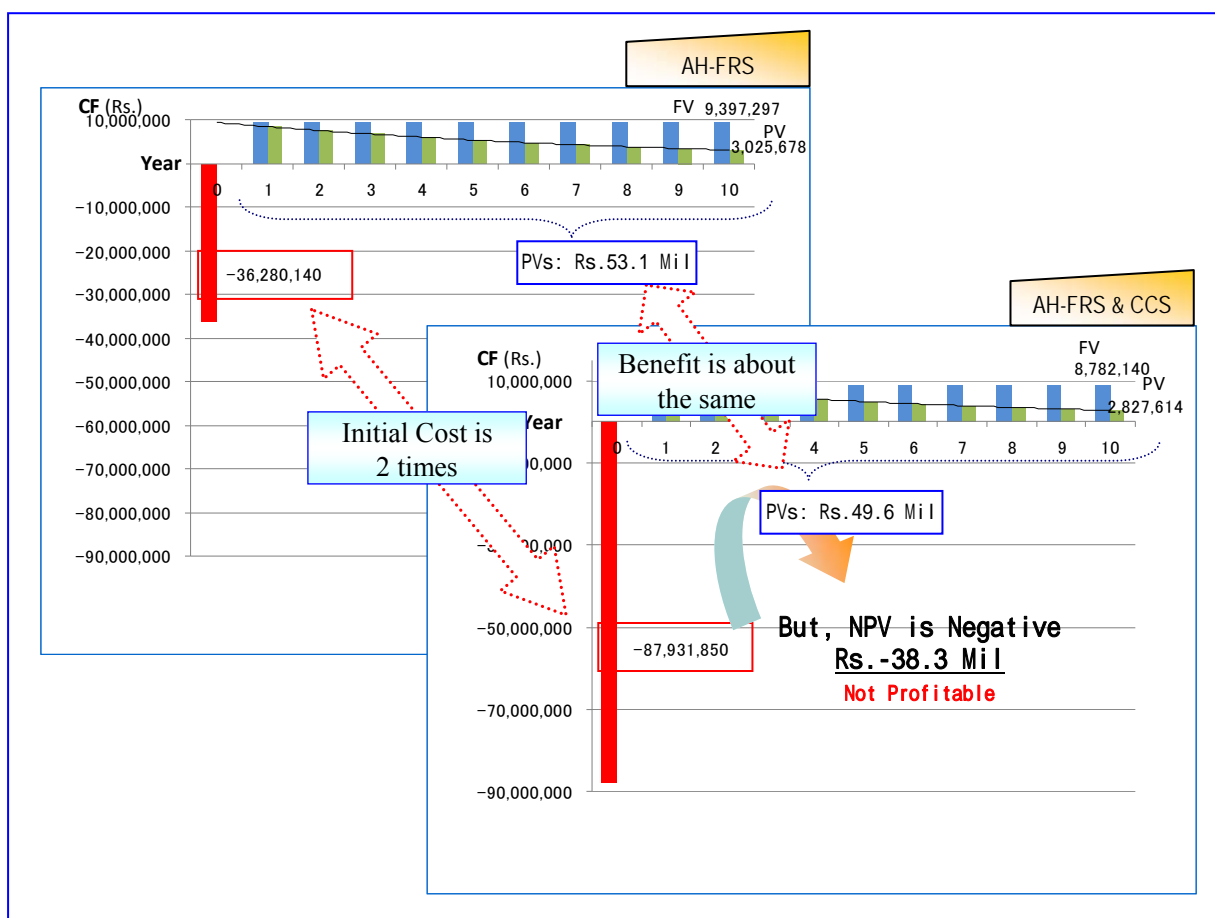 AH-FRS
CF (Rs.)
FV 9,397,297
10,000,000
PV
3,025,678
Year
0 1 2 3 4 5 6 7 8 9 10
-10,000,000
-20,000,000
PVs: Rs.53.1 Mil
-36,280,140
-30,000,000
-40,000,000
-50,000,000
-60,000,000
-70,000,000
-80,000,000
-90,000,000
Initial Cost is
2 times
Benefit is about
the same
AH-FRS & CCS
CF (Rs.)
FV
8,782,140
10,000,000
PV
2,827,614
Year
0 1 2 4 5 6 7 8 9 10
PVs: Rs.49.6 Mil
-50,000,000
-87,931,850
But, NPV is Negative
Rs.-38.3 Mil
Not Profitable
-70,000,000
-90,000,000